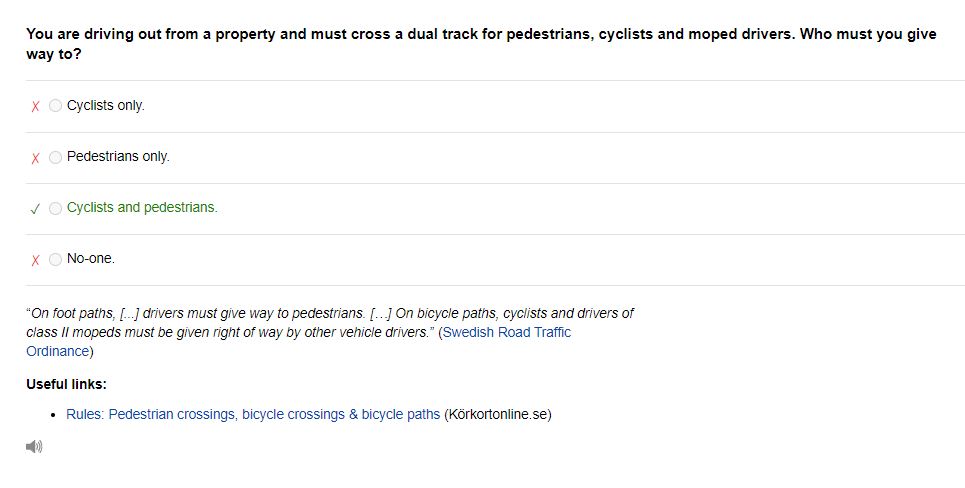 You are driving out from a property and must cross a dual track for pedestrians, cyclists and moped drivers. Who must you give
way to?
X Cyclists only.
X Pedestrians only.
✓ Cyclists and pedestrians.
X No-one.
“On foot paths, [...] drivers must give way to pedestrians. [...] On bicycle paths, cyclists and drivers of
class II mopeds must be given right of way by other vehicle drivers.” (Swedish Road Traffic
Ordinance)
Useful links:
• Rules: Pedestrian crossings, bicycle crossings & bicycle paths (Körkortonline.se)